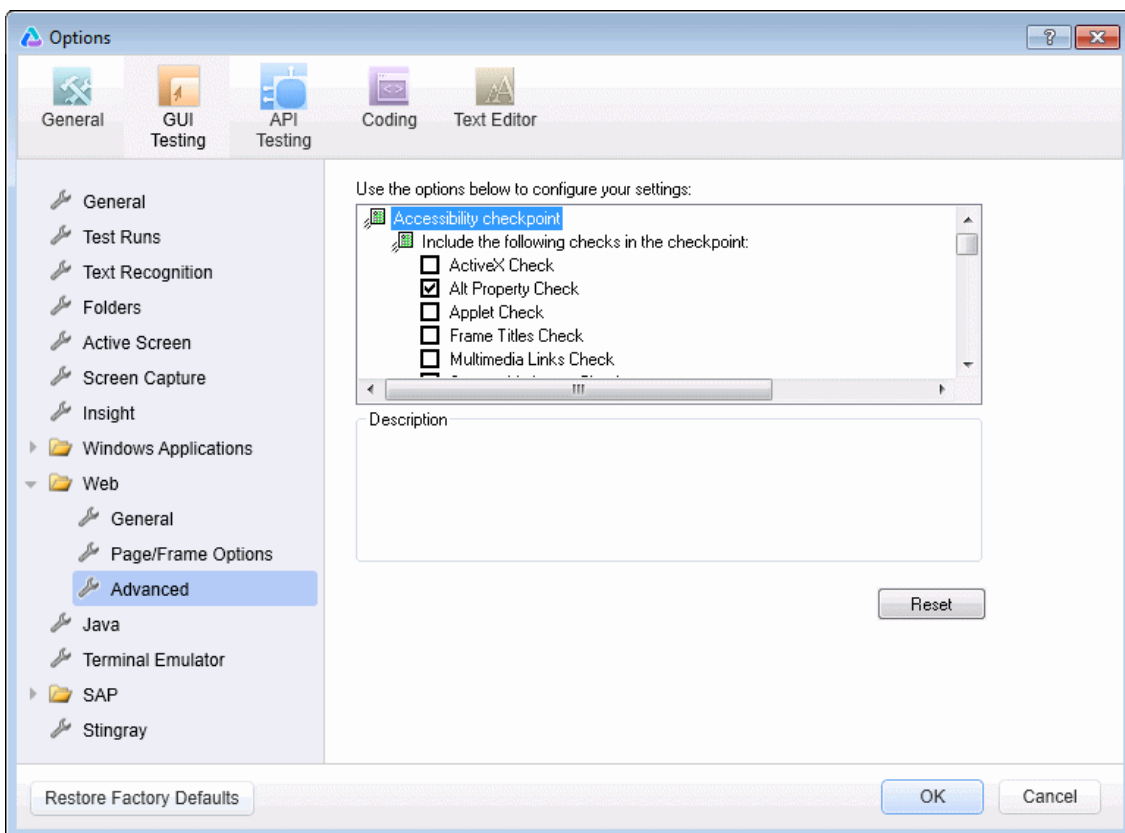 Options
General
GUI
Testing
API
Testing
Coding
Text Editor
General
Test Runs
Text Recognition
Folders
Active Screen
Screen Capture
Insight
Windows Applications
Web
General
Page/Frame Options
Advanced
Java
Terminal Emulator
SAP
Stingray
Use the options below to configure your settings:
Accessibility checkpoint
Include the following checks in the checkpoint:
ActiveX Check
Alt Property Check
Applet Check
Frame Titles Check
Multimedia Links Check
Description
Reset
Restore Factory Defaults
OK
Cancel